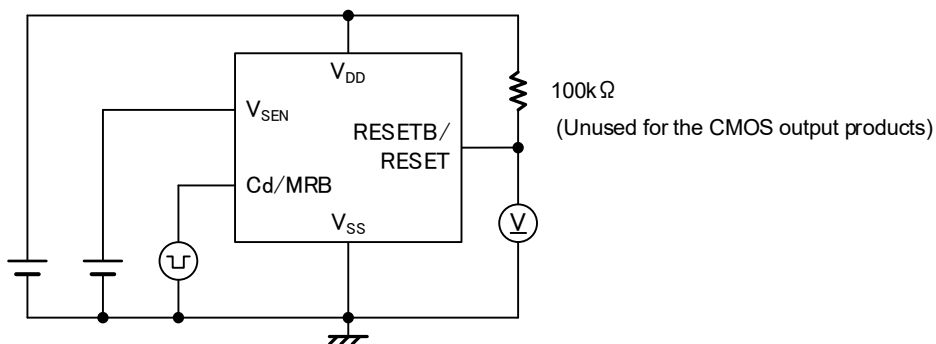 V_DD
100kΩ
V_SEN
(Unused for the CMOS output products)
RESETB/
RESET
Cd/MRB
V
V_SS